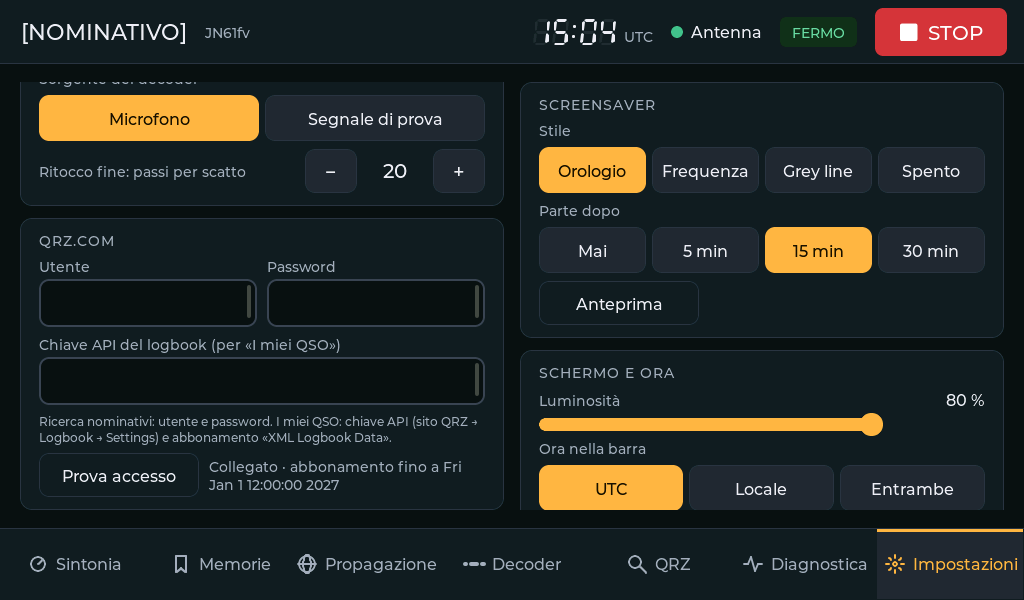 [NOMINATIVO] JN61fv 15:04 UTC Antenna FERMO STOP
Sorgente del decoder
Microfono Segnale di prova
Ritocco fine: passi per scatto − 20 +
QRZ.COM
Utente Password
Chiave API del logbook (per «I miei QSO»)
Ricerca nominativi: utente e password. I miei QSO: chiave API (sito QRZ →
Logbook → Settings) e abbonamento «XML Logbook Data».
Prova accesso
Collegato · abbonamento fino a Fri
Jan 1 12:00:00 2027
SCREENSAVER
Stile
Orologio Frequenza Grey line Spento
Parte dopo
Mai 5 min 15 min 30 min
Anteprima
SCHERMO E ORA
Luminosità 80 %
Ora nella barra
UTC Locale Entrambe
Sintonia Memorie Propagazione Decoder QRZ Diagnostica Impostazioni